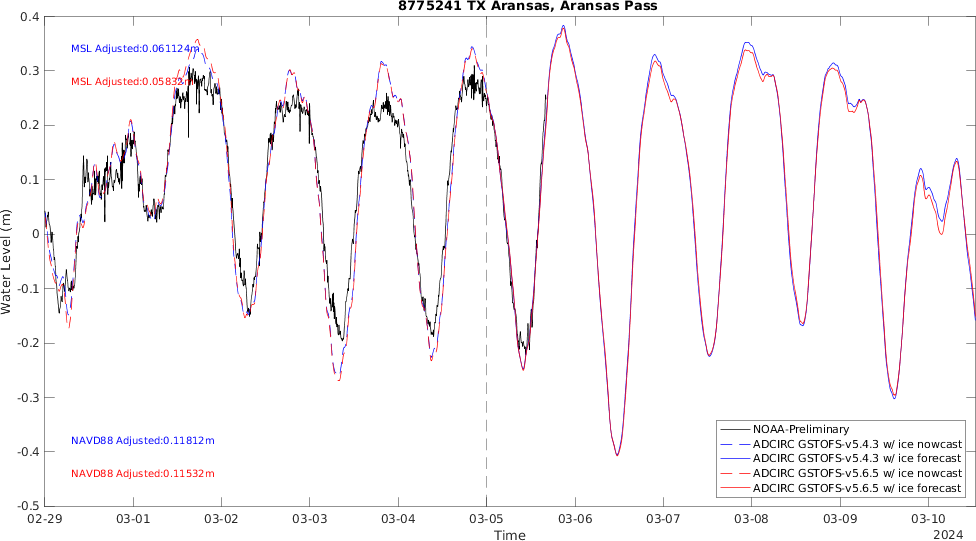 8775241 TX Aransas, Aransas Pass
0.4
MSL Adjusted:0.061124m
0.3
MSL Adjusted:0.05832m
0.2
0.1
0
Water Level (m)
-0.1
-0.2
-0.3
NAVD88 Adjusted:0.11812m
-0.4
NAVD88 Adjusted:0.11532m
-0.5
NOAA-Preliminary
ADCIRC GSTOFS-v5.4.3 w/ ice nowcast
ADCIRC GSTOFS-v5.4.3 w/ ice forecast
ADCIRC GSTOFS-v5.6.5 w/ ice nowcast
ADCIRC GSTOFS-v5.6.5 w/ ice forecast
02-29 03-01 03-02 03-03 03-04 03-05 03-06 03-07 03-08 03-09 03-10
Time
2024